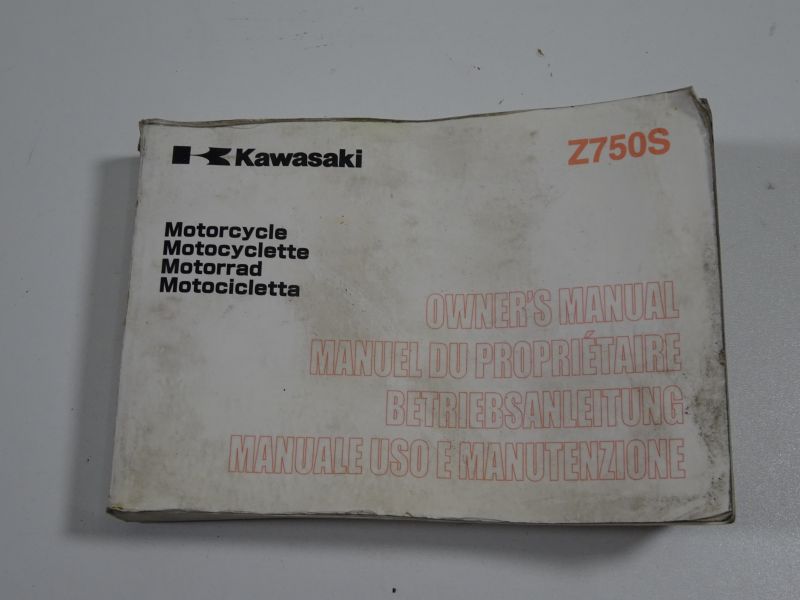 Kawasaki
Z750S
Motorcycle
Motocyclette
Motorrad
Motocicletta
OWNER'S MANUAL
MANUEL DU PROPRIÉTAIRE
BETRIEBSANLEITUNG
MANUALE USO E MANUTENZIONE